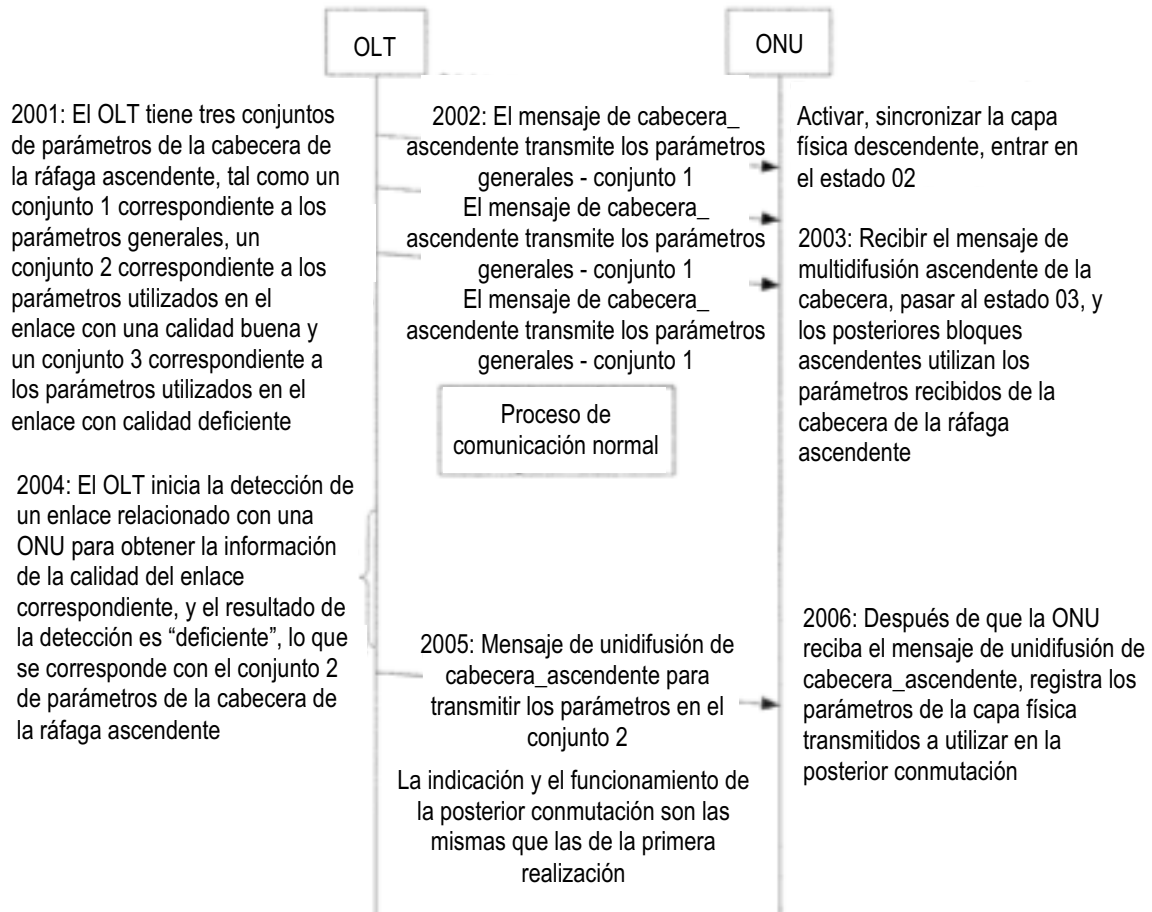 OLT
ONU
2001: El OLT tiene tres conjuntos
de parámetros de la cabecera de
la ráfaga ascendente, tal como un
conjunto 1 correspondiente a los
parámetros generales, un
conjunto 2 correspondiente a los
parámetros utilizados en el
enlace con una calidad buena y
un conjunto 3 correspondiente a
los parámetros utilizados en el
enlace con calidad deficiente
2002: El mensaje de cabecera_
ascendente transmite los parámetros
generales - conjunto 1
El mensaje de cabecera_
ascendente transmite los parámetros
generales - conjunto 1
El mensaje de cabecera_
ascendente transmite los parámetros
generales - conjunto 1
Activar, sincronizar la capa
física descendente, entrar en
el estado 02
2003: Recibir el mensaje de
multidifusión ascendente de la
cabecera, pasar al estado 03, y
los posteriores bloques
ascendentes utilizan los
parámetros recibidos de la
cabecera de la ráfaga
ascendente
Proceso de
comunicación normal
2004: El OLT inicia la detección de
un enlace relacionado con una
ONU para obtener la información
de la calidad del enlace
correspondiente, y el resultado de
la detección es “deficiente”, lo que
se corresponde con el conjunto 2
de parámetros de la cabecera de
la ráfaga ascendente
2005: Mensaje de unidifusión de
cabecera_ascendente para
transmitir los parámetros en el
conjunto 2
2006: Después de que la ONU
reciba el mensaje de unidifusión de
cabecera_ascendente, registra los
parámetros de la capa física
transmitidos a utilizar en la
posterior conmutación
La indicación y el funcionamiento de
la posterior conmutación son las
mismas que las de la primera
realización